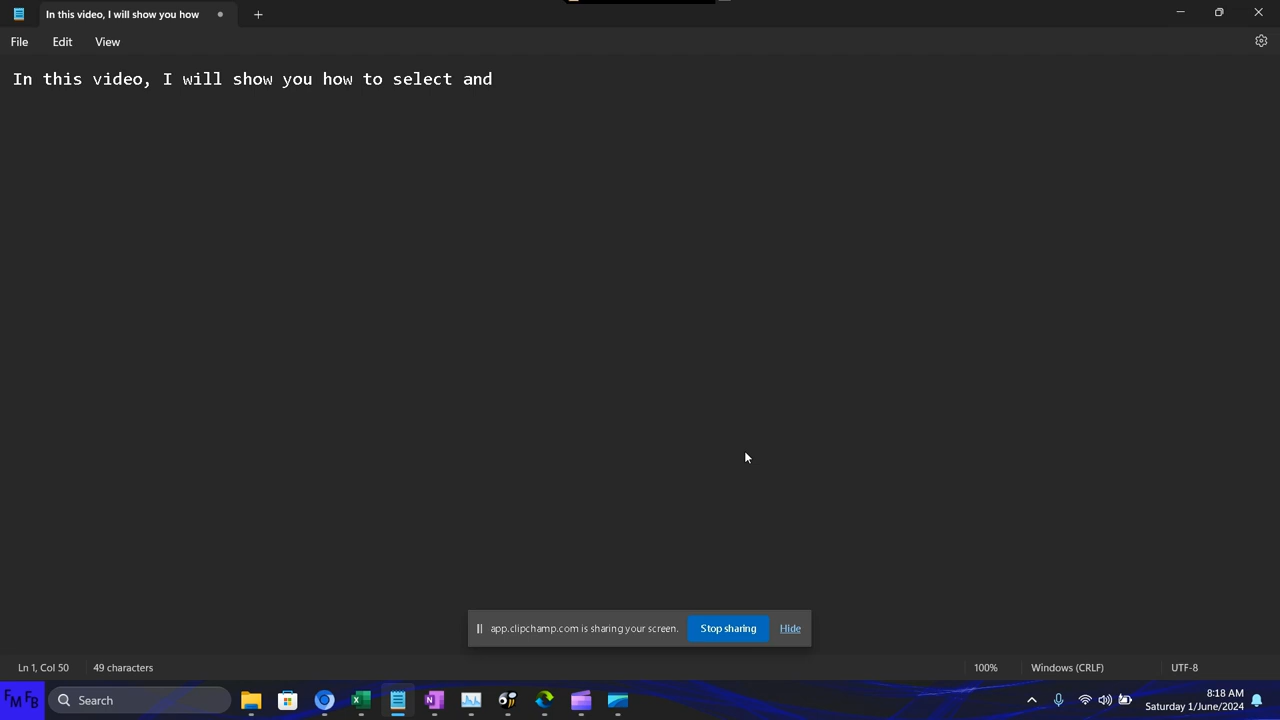 In this video, I will show you how
File Edit View
In this video, I will show you how to select and
app.clipchamp.com is sharing your screen. Stop sharing Hide
Ln 1, Col 50 49 characters 100% Windows (CRLF) UTF-8
FM FB Search 8:18 AM
Saturday 1/June/2024